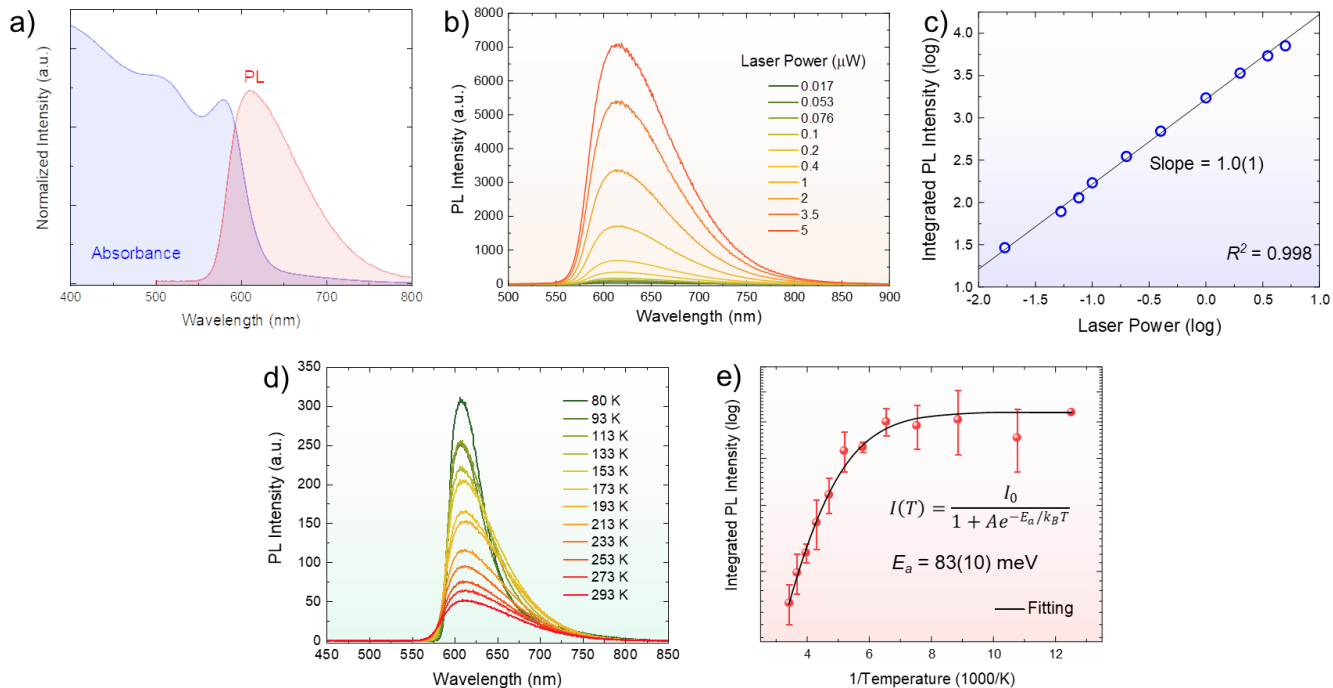 a)
Normalized Intensity (a.u.)
PL
Absorbance
400 500 600 700 800
Wavelength (nm)
b)
8000
7000
6000
5000
4000
3000
2000
1000
0
PL Intensity (a.u.)
Laser Power (μW)
0.017
0.053
0.076
0.1
0.2
0.4
1
2
3.5
5
500 550 600 650 700 750 800 850 900
Wavelength (nm)
c)
4.0
3.5
3.0
2.5
2.0
1.5
1.0
Integrated PL Intensity (log)
Slope = 1.0(1)
R² = 0.998
-2.0 -1.5 -1.0 -0.5 0.0 0.5 1.0
Laser Power (log)
d)
350
300
250
200
150
100
50
0
PL Intensity (a.u.)
80 K
93 K
113 K
133 K
153 K
173 K
193 K
213 K
233 K
253 K
273 K
293 K
450 500 550 600 650 700 750 800 850
Wavelength (nm)
e)
Integrated PL Intensity (log)
I(T) = I₀ / 1 + Ae^(−Eₐ/k_BT)
Eₐ = 83(10) meV
Fitting
4 6 8 10 12
1/Temperature (1000/K)